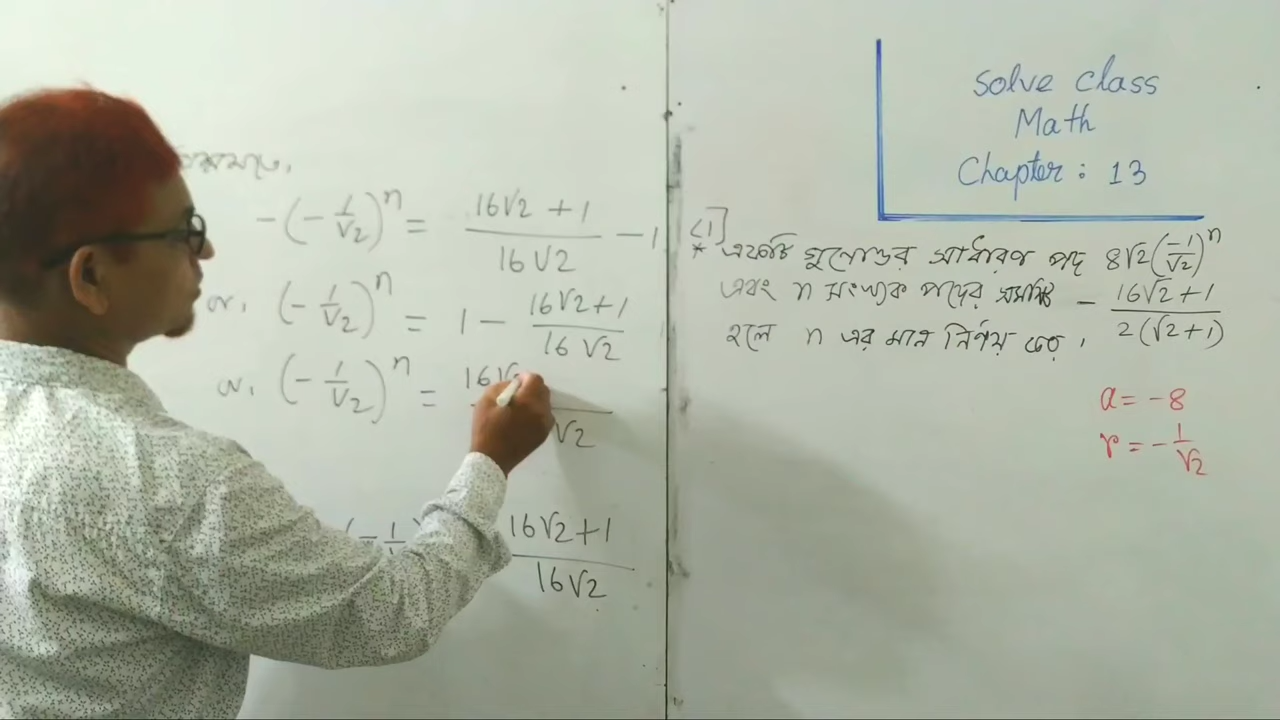 -(-1/√2)ⁿ = (16√2 + 1)/(16√2) - 1
বা, (-1/√2)ⁿ = 1 - (16√2+1)/(16√2)
বা, (-1/√2)ⁿ = 16√
√2
16√2+1
16√2
Solve Class
Math
Chapter : 13
<1]
* একটি গুনোত্তর সাধারণ পদ 8√2(-1/√2)ⁿ
এবং n সংখ্যক পদের সমষ্টি - (16√2+1)/(2(√2+1))
হলে n এর মান নির্ণয় কর।
a = -8
r = -1/√2